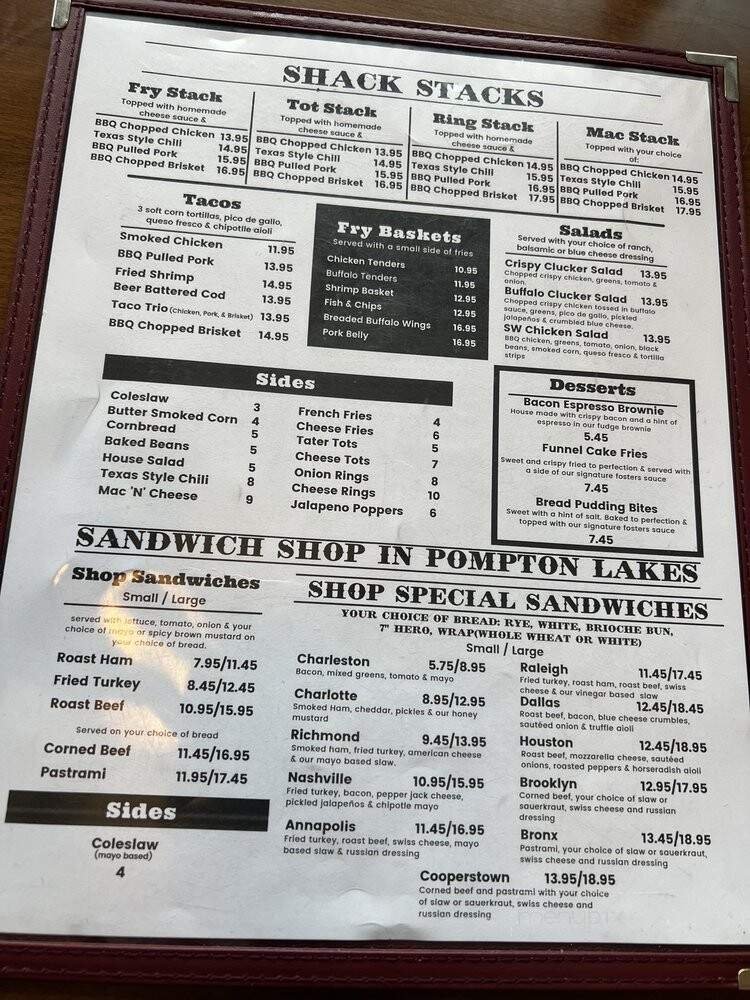 SHACK STACKS
Fry Stack
Topped with homemade
cheese sauce &
BBQ Chopped Chicken 13.95
Texas Style Chili 14.95
BBQ Pulled Pork 15.95
BBQ Chopped Brisket 16.95
Tot Stack
Topped with homemade
cheese sauce &
BBQ Chopped Chicken 13.95
Texas Style Chili 14.95
BBQ Pulled Pork 15.95
BBQ Chopped Brisket 16.95
Ring Stack
Topped with homemade
cheese sauce &
BBQ Chopped Chicken 14.95
Texas Style Chili 15.95
BBQ Pulled Pork 16.95
BBQ Chopped Brisket 17.95
Mac Stack
Topped with your choice
of:
BBQ Chopped Chicken 14.95
Texas Style Chili 15.95
BBQ Pulled Pork 16.95
BBQ Chopped Brisket 17.95
Tacos
3 soft corn tortillas, pico de gallo,
queso fresco & chipotle aioli
Smoked Chicken 11.95
BBQ Pulled Pork 13.95
Fried Shrimp 14.95
Beer Battered Cod 13.95
Taco Trio (Chicken, Pork, & Brisket) 13.95
BBQ Chopped Brisket 14.95
Fry Baskets
Served with a small side of fries
Chicken Tenders 10.95
Buffalo Tenders 11.95
Shrimp Basket 12.95
Fish & Chips 12.95
Breaded Buffalo Wings 16.95
Pork Belly 16.95
Salads
Served with your choice of ranch,
balsamic or blue cheese dressing
Crispy Clucker Salad 13.95
Chopped crispy chicken, greens, tomato &
onion.
Buffalo Clucker Salad 13.95
Chopped crispy chicken tossed in buffalo
sauce, greens, pico de gallo, pickled
jalapeños & crumbled blue cheese.
SW Chicken Salad 13.95
BBQ chicken, greens, tomato, onion, black
beans, smoked corn, queso fresco & tortilla
strips
Sides
Coleslaw 3
Butter Smoked Corn 4
Cornbread 5
Baked Beans 5
House Salad 5
Texas Style Chili 8
Mac 'N' Cheese 9
French Fries 4
Cheese Fries 6
Tater Tots 5
Cheese Tots 7
Onion Rings 8
Cheese Rings 10
Jalapeno Poppers 6
Desserts
Bacon Espresso Brownie
House made with crispy bacon and a hint of
espresso in our fudge brownie
5.45
Funnel Cake Fries
Sweet and crispy fried to perfection & served with
a side of our signature fosters sauce
7.45
Bread Pudding Bites
Sweet with a hint of salt. Baked to perfection &
topped with our signature fosters sauce
7.45
SANDWICH SHOP IN POMPTON LAKES
Shop Sandwiches
Small / Large
served with lettuce, tomato, onion & your
choice of mayo or spicy brown mustard on
your choice of bread.
Roast Ham 7.95/11.45
Fried Turkey 8.45/12.45
Roast Beef 10.95/15.95
Served on your choice of bread
Corned Beef 11.45/16.95
Pastrami 11.95/17.45
Sides
Coleslaw
(mayo based)
4
SHOP SPECIAL SANDWICHES
YOUR CHOICE OF BREAD: RYE, WHITE, BRIOCHE BUN,
7" HERO, WRAP(WHOLE WHEAT OR WHITE)
Small / Large
Charleston 5.75/8.95
Bacon, mixed greens, tomato & mayo
Charlotte 8.95/12.95
Smoked Ham, cheddar, pickles & our honey
mustard
Richmond 9.45/13.95
Smoked ham, fried turkey, american cheese
& our mayo based slaw.
Nashville 10.95/15.95
Fried turkey, bacon, pepper jack cheese,
pickled jalapeños & chipotle mayo
Annapolis 11.45/16.95
Fried turkey, roast beef, swiss cheese, mayo
based slaw & russian dressing
Raleigh 11.45/17.45
Fried turkey, roast ham, roast beef, swiss
cheese & our vinegar based slaw
Dallas 12.45/18.45
Roast beef, bacon, blue cheese crumbles,
sautéed onion & truffle aioli
Houston 12.45/18.95
Roast beef, mozzarella cheese, sautéed
onions, roasted peppers & horseradish aioli
Brooklyn 12.95/17.95
Corned beef, your choice of slaw or
sauerkraut, swiss cheese and russian
dressing
Bronx 13.45/18.95
Pastrami, your choice of slaw or sauerkraut,
swiss cheese and russian dressing
Cooperstown 13.95/18.95
Corned beef and pastrami with your choice
of slaw or sauerkraut, swiss cheese and
russian dressing